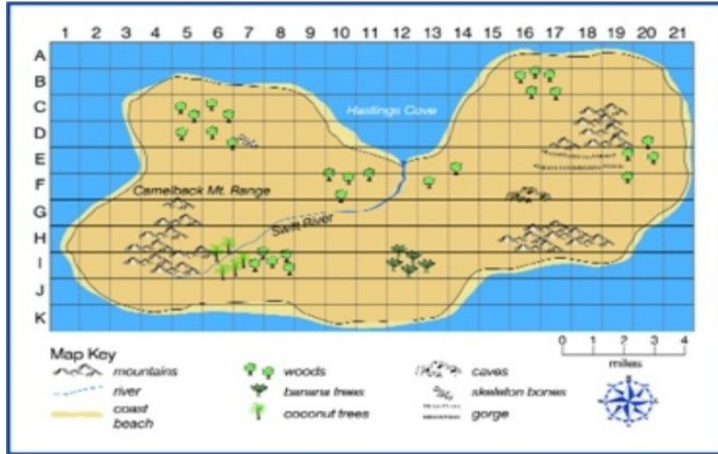 1 2 3 4 5 6 7 8 9 10 11 12 13 14 15 16 17 18 19 20 21
A
B
C
Hastings Cove
D
E
F
Camelback Mt. Range
G
Swift River
H
I
J
K
Map Key
mountains
river
coast
beach
woods
banana trees
coconut trees
caves
skeleton bones
gorge
0 1 2 3 4
miles